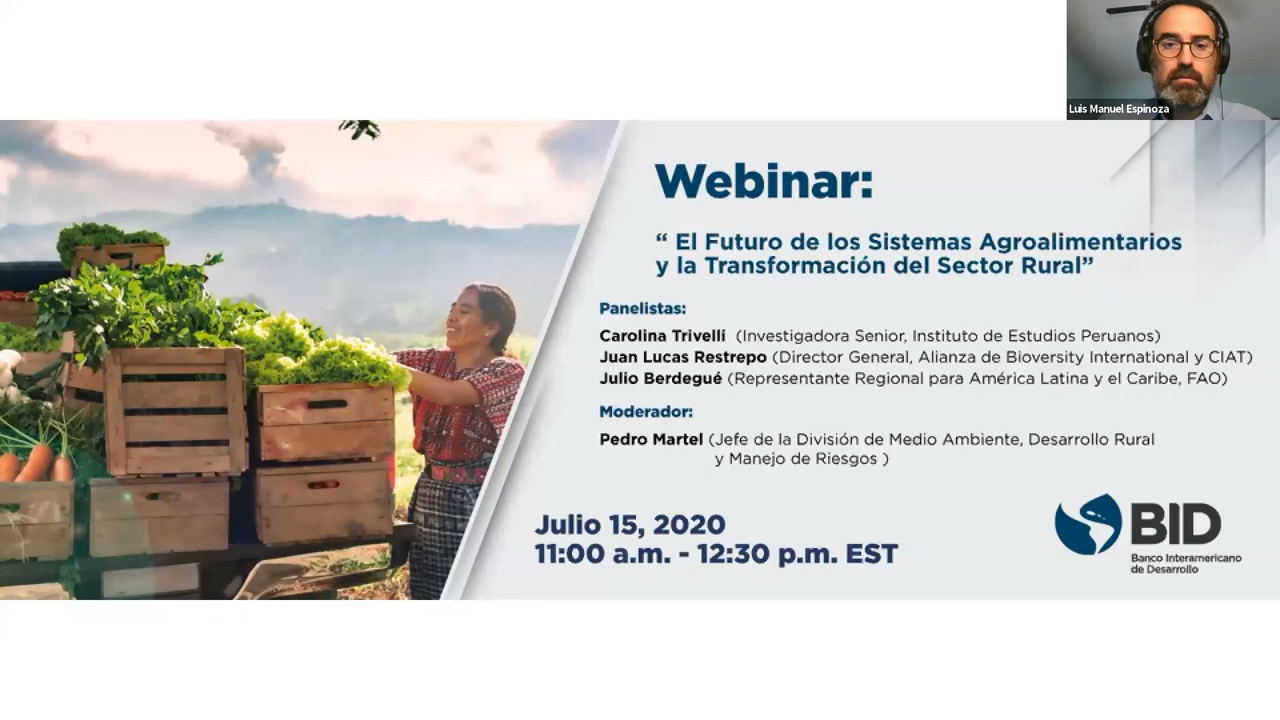 Luis Manuel Espinoza
Webinar:
“ El Futuro de los Sistemas Agroalimentarios
y la Transformación del Sector Rural”
Panelistas:
Carolina Trivelli (Investigadora Senior, Instituto de Estudios Peruanos)
Juan Lucas Restrepo (Director General, Alianza de Bioversity International y CIAT)
Julio Berdegué (Representante Regional para América Latina y el Caribe, FAO)
Moderador:
Pedro Martel (Jefe de la División de Medio Ambiente, Desarrollo Rural
y Manejo de Riesgos )
Julio 15, 2020
11:00 a.m. - 12:30 p.m. EST
BID
Banco Interamericano
de Desarrollo